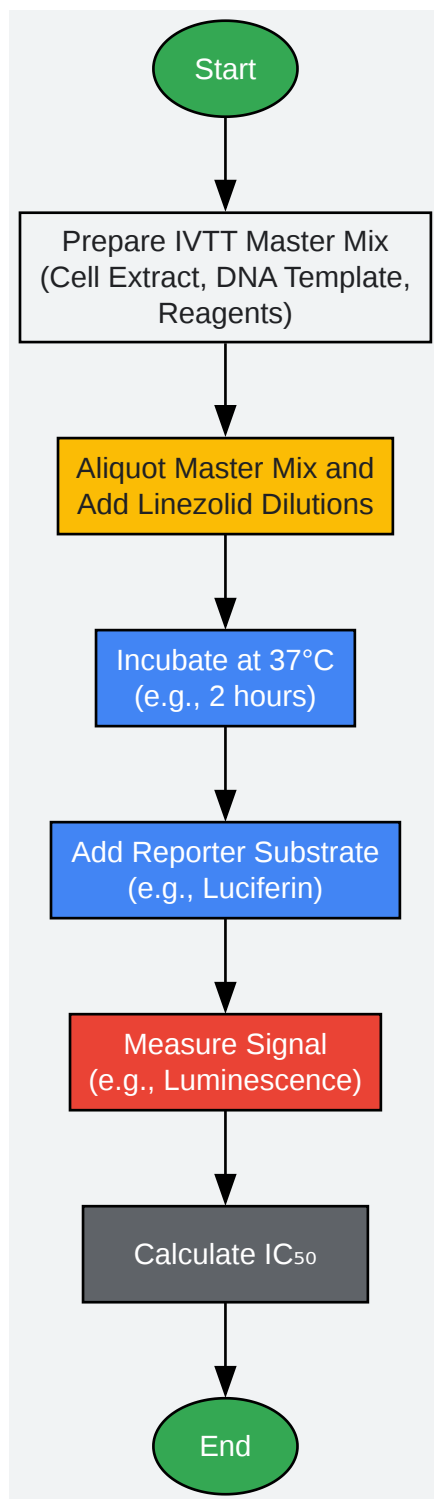 Start
Prepare IVTT Master Mix
(Cell Extract, DNA Template,
Reagents)
Aliquot Master Mix and
Add Linezolid Dilutions
Incubate at 37°C
(e.g., 2 hours)
Add Reporter Substrate
(e.g., Luciferin)
Measure Signal
(e.g., Luminescence)
Calculate IC₅₀
End